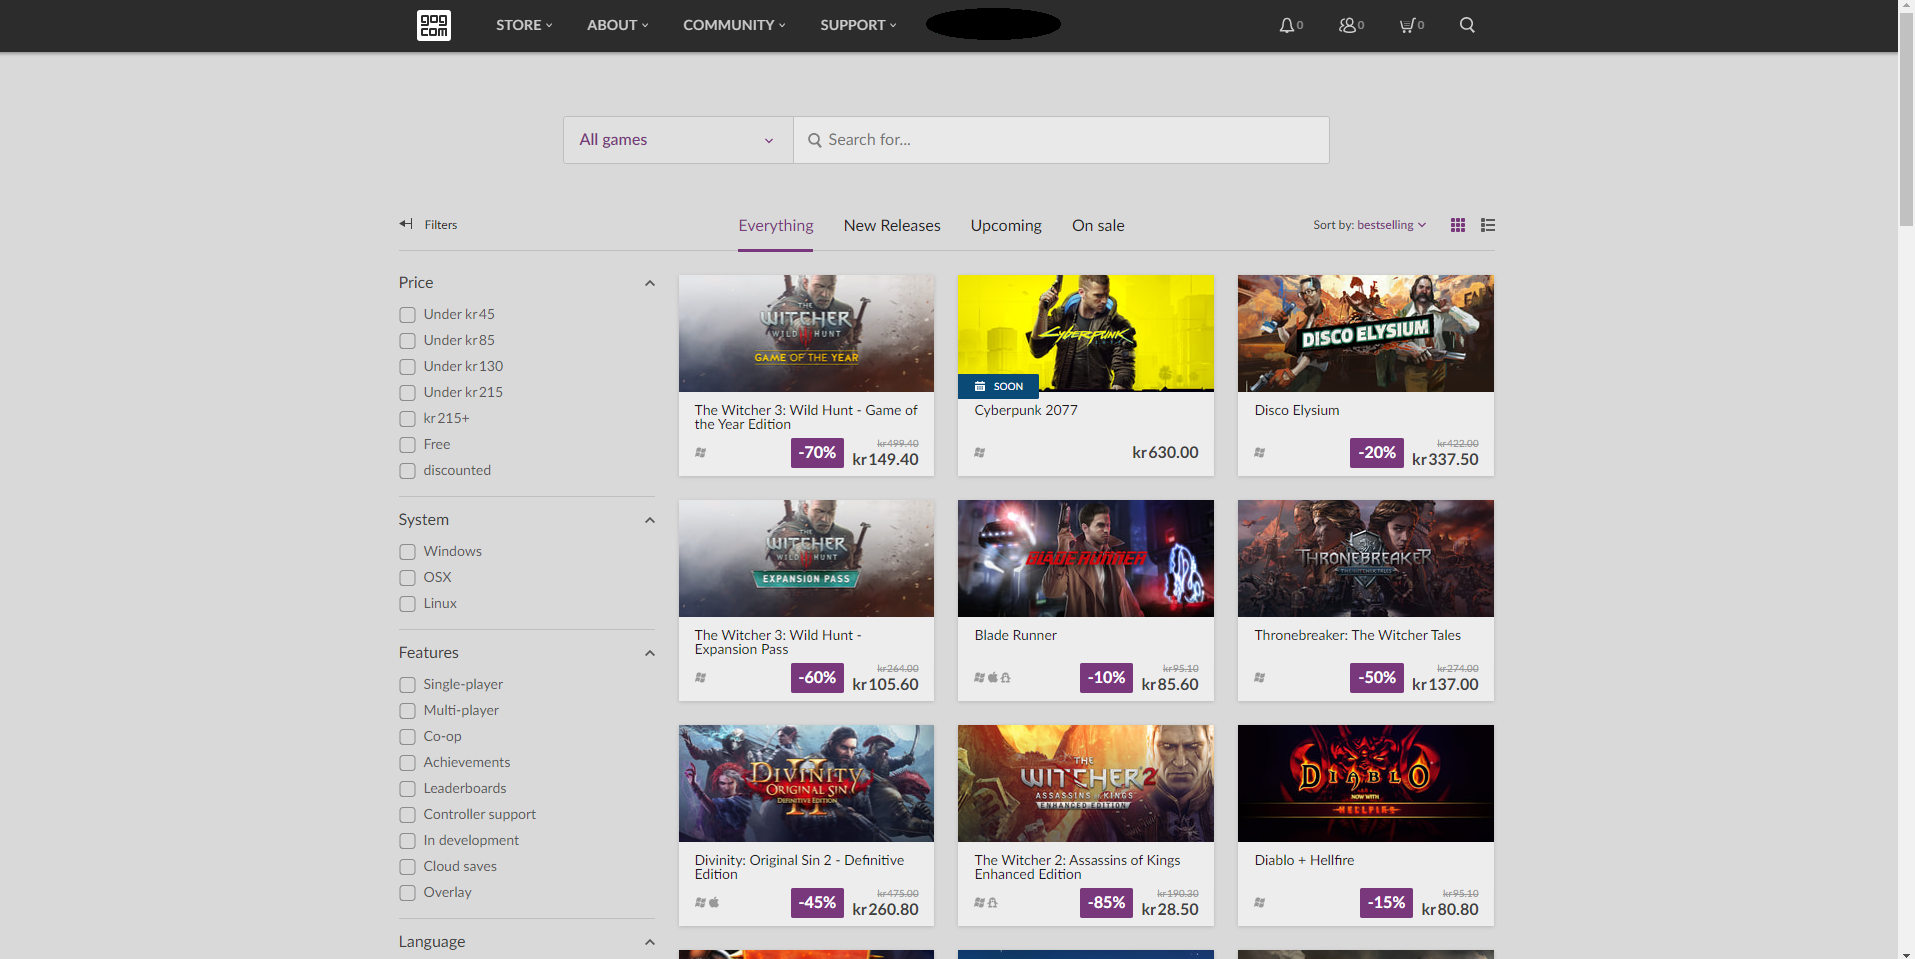 gog
com
STORE
ABOUT
COMMUNITY
SUPPORT
0
0
0
All games
Search for...
Filters
Everything
New Releases
Upcoming
On sale
Sort by: bestselling
Price
Under kr45
Under kr85
Under kr130
Under kr215
kr215+
Free
discounted
System
Windows
OSX
Linux
Features
Single-player
Multi-player
Co-op
Achievements
Leaderboards
Controller support
In development
Cloud saves
Overlay
Language
THE
WITCHER
WILD HUNT
GAME OF THE YEAR
The Witcher 3: Wild Hunt - Game of
the Year Edition
-70%
kr499.40
kr149.40
Cyberpunk
SOON
Cyberpunk 2077
kr630.00
DISCO ELYSIUM
Disco Elysium
-20%
kr422.00
kr337.50
THE
WITCHER
WILD HUNT
EXPANSION PASS
The Witcher 3: Wild Hunt -
Expansion Pass
-60%
kr264.00
kr105.60
BLADE RUNNER
Blade Runner
-10%
kr95.10
kr85.60
THRONEBREAKER
THE WITCHER TALES
Thronebreaker: The Witcher Tales
-50%
kr274.00
kr137.00
DIVINITY
ORIGINAL SIN
II
DEFINITIVE EDITION
Divinity: Original Sin 2 - Definitive
Edition
-45%
kr475.00
kr260.80
THE
WITCHER 2
ASSASSINS of KINGS
ENHANCED EDITION
The Witcher 2: Assassins of Kings
Enhanced Edition
-85%
kr190.30
kr28.50
DIABLO
NOW WITH
HELLFIRE
Diablo + Hellfire
-15%
kr95.10
kr80.80